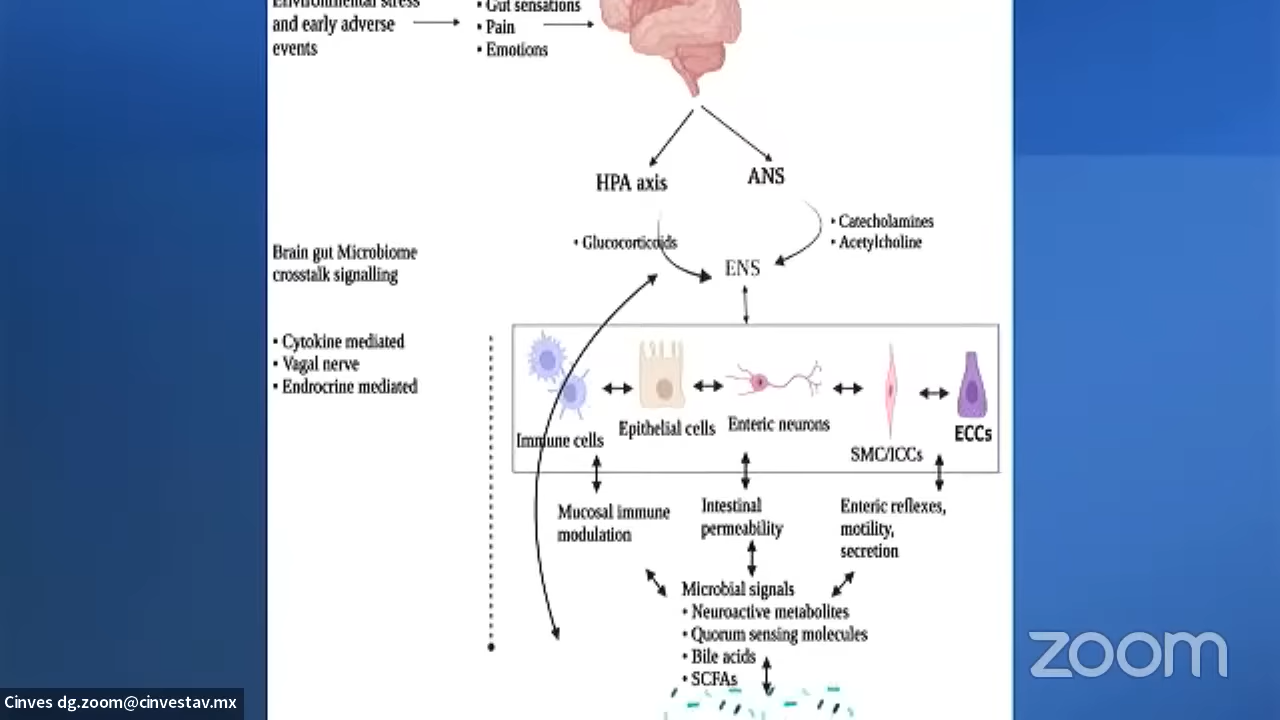 Environmental stress
and early adverse
events
• Gut sensations
• Pain
• Emotions
HPA axis
ANS
• Glucocorticoids
• Catecholamines
• Acetylcholine
ENS
Brain gut Microbiome
crosstalk signalling
• Cytokine mediated
• Vagal nerve
• Endrocrine mediated
Immune cells
Epithelial cells
Enteric neurons
SMC/ICCs
ECCs
Mucosal immune
modulation
Intestinal
permeability
Enteric reflexes,
motility,
secretion
Microbial signals
• Neuroactive metabolites
• Quorum sensing molecules
• Bile acids
• SCFAs
zoom
Cinves dg.zoom@cinvestav.mx